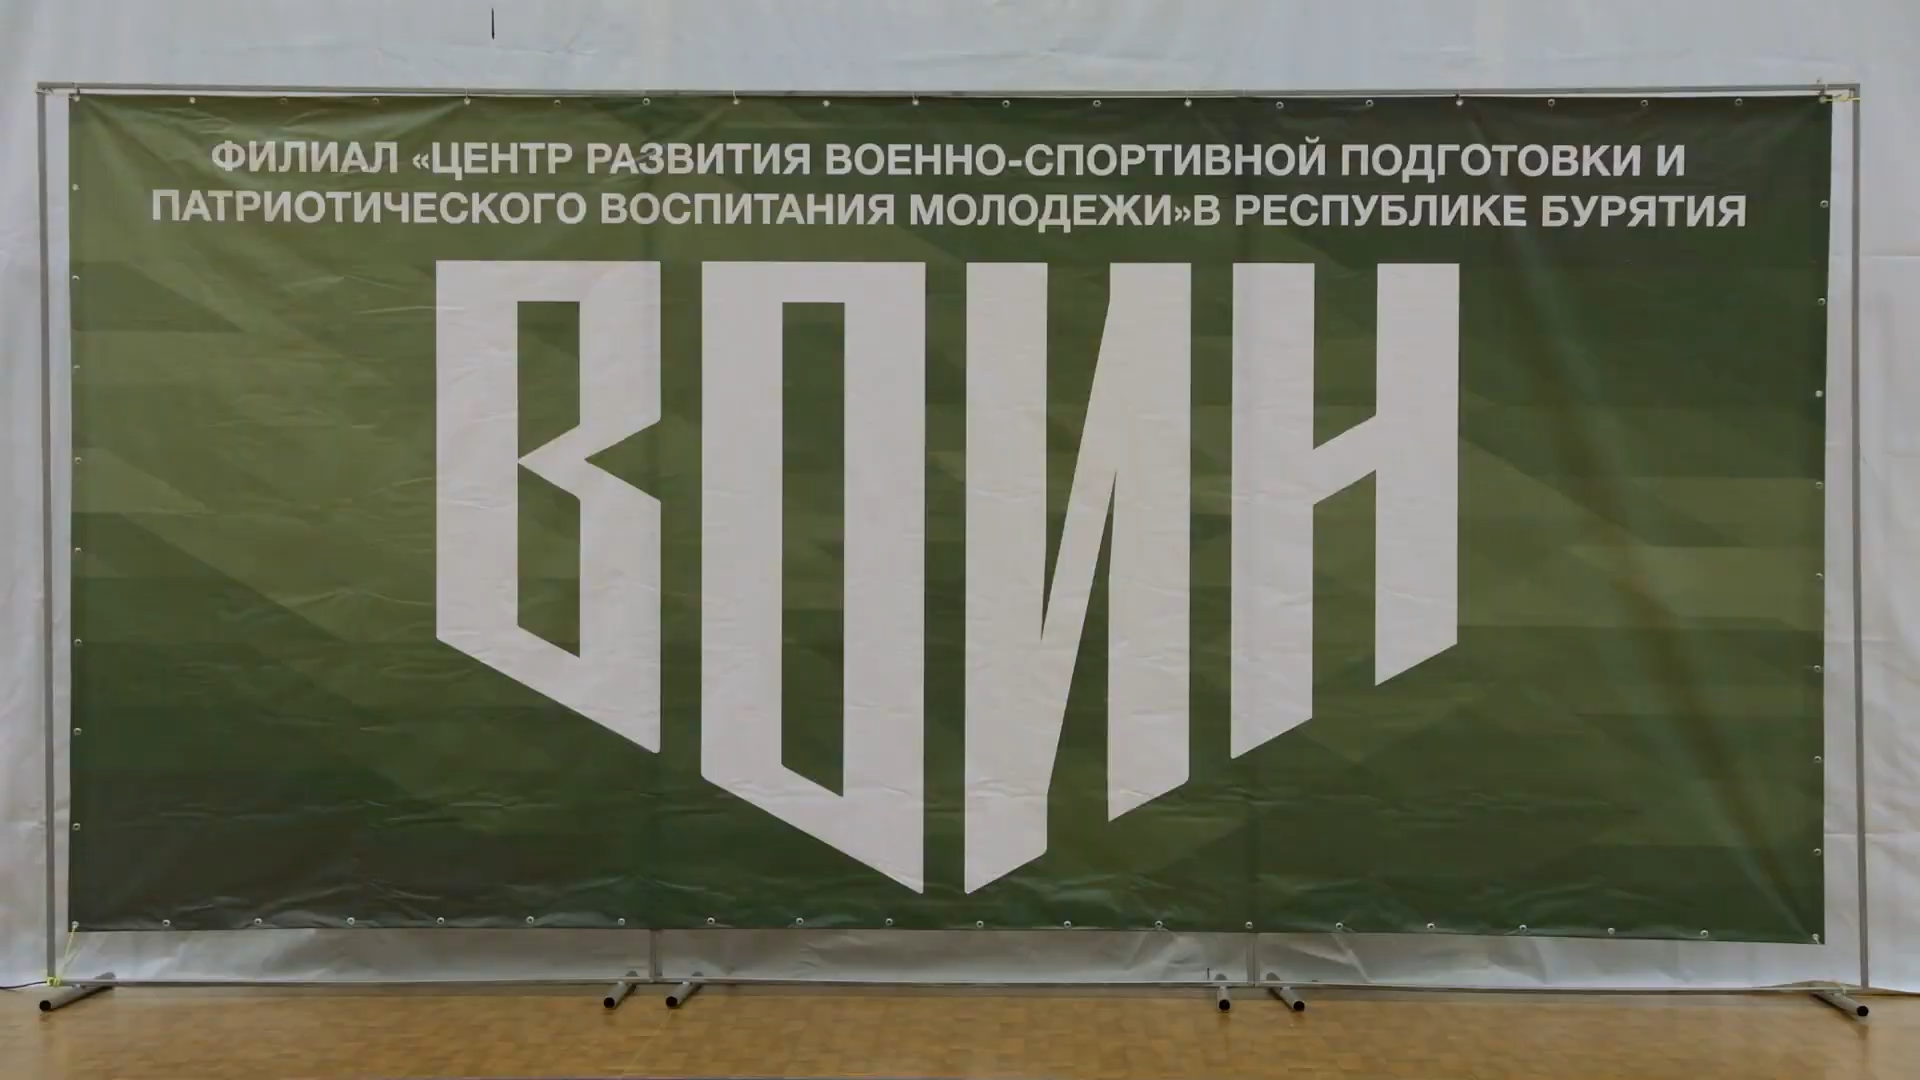 ФИЛИАЛ «ЦЕНТР РАЗВИТИЯ ВОЕННО-СПОРТИВНОЙ ПОДГОТОВКИ И
ПАТРИОТИЧЕСКОГО ВОСПИТАНИЯ МОЛОДЕЖИ»В РЕСПУБЛИКЕ БУРЯТИЯ
ВОИН